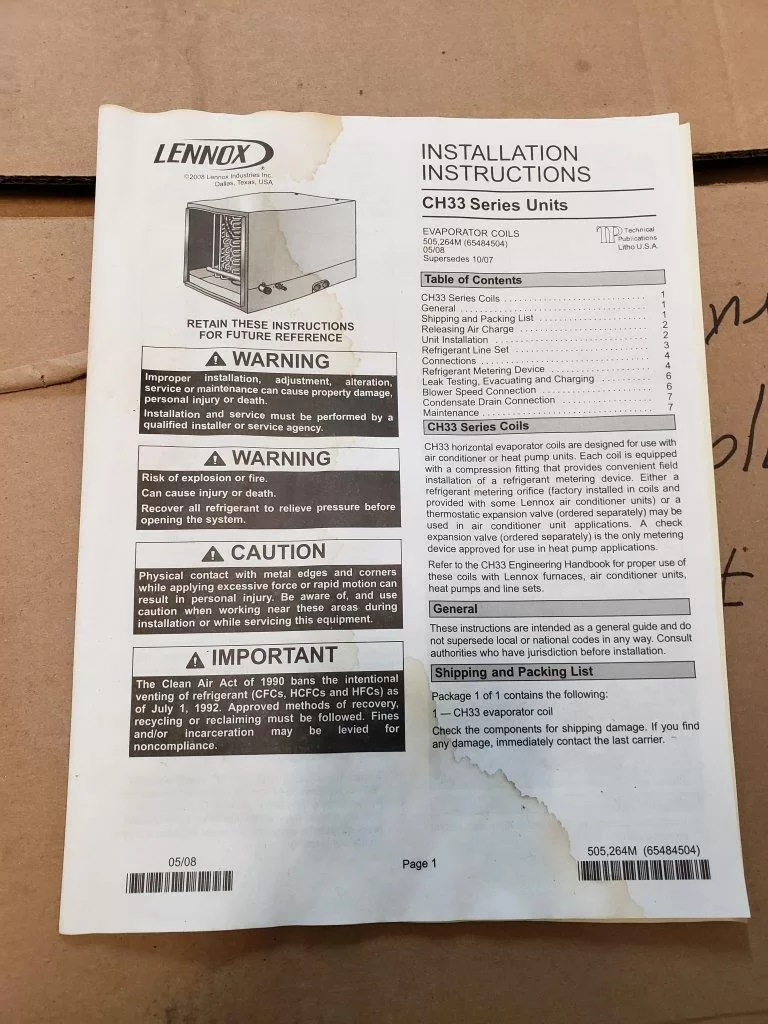 LENNOX
©2008 Lennox Industries Inc.
Dallas, Texas, USA
RETAIN THESE INSTRUCTIONS
FOR FUTURE REFERENCE
WARNING
Improper installation, adjustment, alteration,
service or maintenance can cause property damage,
personal injury or death.
Installation and service must be performed by a
qualified installer or service agency.
WARNING
Risk of explosion or fire.
Can cause injury or death.
Recover all refrigerant to relieve pressure before
opening the system.
CAUTION
Physical contact with metal edges and corners
while applying excessive force or rapid motion can
result in personal injury. Be aware of, and use
caution when working near these areas during
installation or while servicing this equipment.
IMPORTANT
The Clean Air Act of 1990 bans the intentional
venting of refrigerant (CFCs, HCFCs and HFCs) as
of July 1, 1992. Approved methods of recovery,
recycling or reclaiming must be followed. Fines
and/or incarceration may be levied for
noncompliance.
INSTALLATION
INSTRUCTIONS
CH33 Series Units
EVAPORATOR COILS
505,264M (65484504)
05/08
Supersedes 10/07
TP Technical
Publications
Litho U.S.A.
Table of Contents
CH33 Series Coils . . . . . . . . . . . . . . . . . . . . . . . . . . . . 1
General . . . . . . . . . . . . . . . . . . . . . . . . . . . . . . . . . . . . 1
Shipping and Packing List . . . . . . . . . . . . . . . . . . . . . 1
Releasing Air Charge . . . . . . . . . . . . . . . . . . . . . . . . . 2
Unit Installation . . . . . . . . . . . . . . . . . . . . . . . . . . . . . 2
Refrigerant Line Set . . . . . . . . . . . . . . . . . . . . . . . . . . 3
Connections . . . . . . . . . . . . . . . . . . . . . . . . . . . . . . . . 4
Refrigerant Metering Device . . . . . . . . . . . . . . . . . . . 4
Leak Testing, Evacuating and Charging . . . . . . . . . . 6
Blower Speed Connection . . . . . . . . . . . . . . . . . . . . . 6
Condensate Drain Connection . . . . . . . . . . . . . . . . . . 7
Maintenance . . . . . . . . . . . . . . . . . . . . . . . . . . . . . . . . 7
CH33 Series Coils
CH33 horizontal evaporator coils are designed for use with
air conditioner or heat pump units. Each coil is equipped
with a compression fitting that provides convenient field
installation of a refrigerant metering device. Either a
refrigerant metering orifice (factory installed in coils and
provided with some Lennox air conditioner units) or a
thermostatic expansion valve (ordered separately) may be
used in air conditioner unit applications. A check
expansion valve (ordered separately) is the only metering
device approved for use in heat pump applications.
Refer to the CH33 Engineering Handbook for proper use of
these coils with Lennox furnaces, air conditioner units,
heat pumps and line sets.
General
These instructions are intended as a general guide and do
not supersede local or national codes in any way. Consult
authorities who have jurisdiction before installation.
Shipping and Packing List
Package 1 of 1 contains the following:
1 — CH33 evaporator coil
Check the components for shipping damage. If you find
any damage, immediately contact the last carrier.
05/08
Page 1
505,264M (65484504)